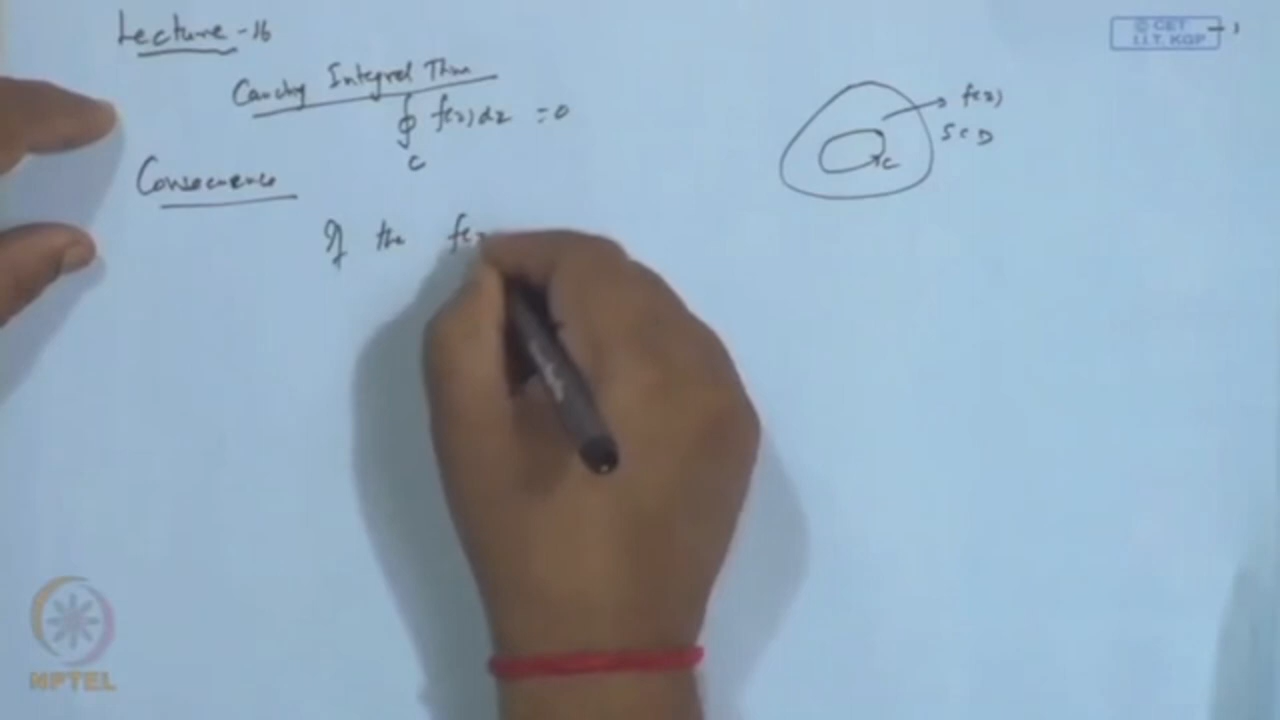 Lecture-16
© CET
I.I.T. KGP
Cauchy Integral Thm
∮ f(z)dz = 0
C
f(z)
S C D
C
Consequence
If the f(z
NPTEL